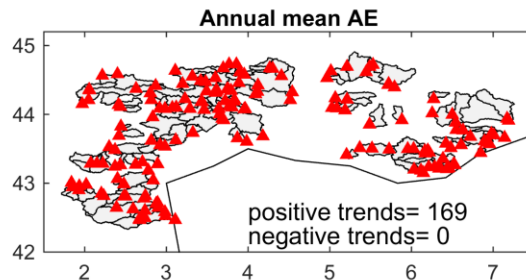 Annual mean AE
45
44
43
42
positive trends= 169
negative trends= 0
2 3 4 5 6 7